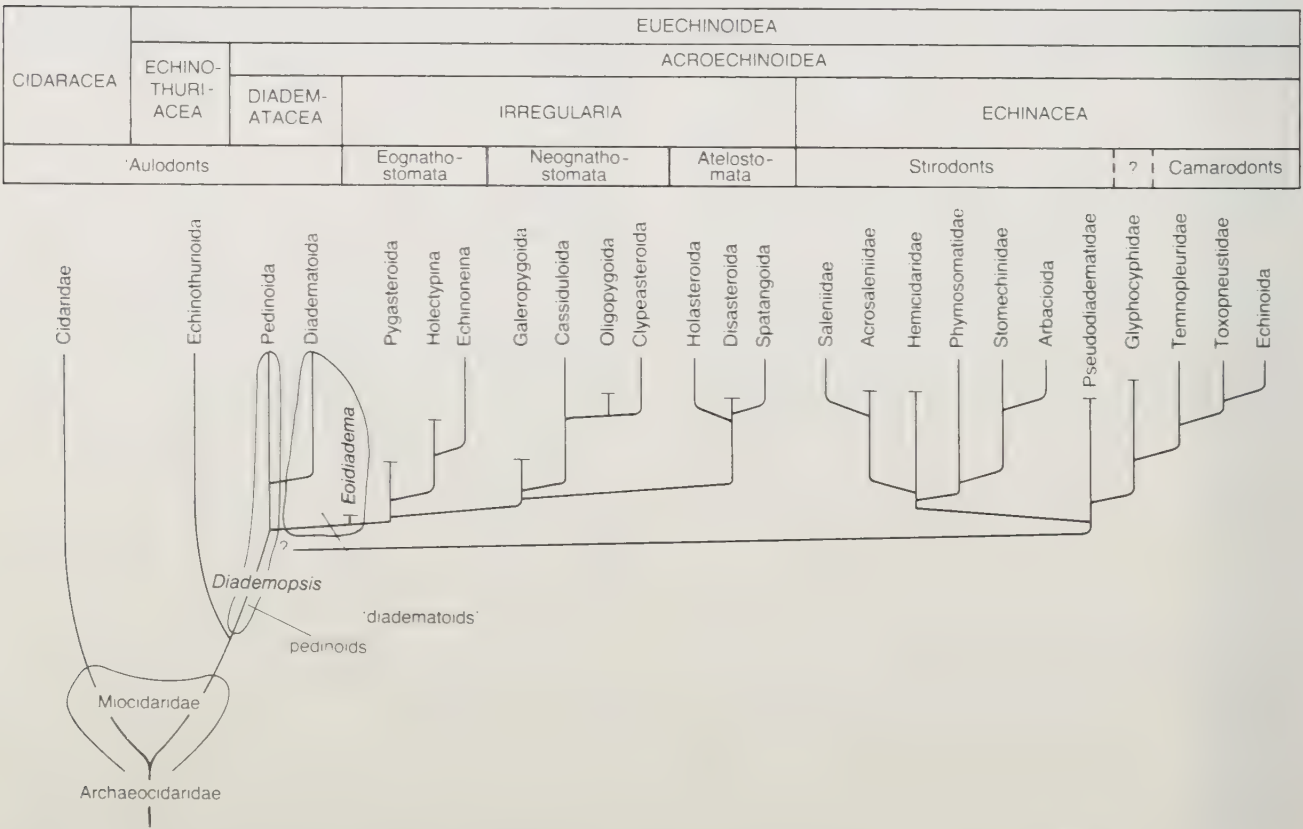 EUECHINOIDEA
CIDARACEA
ECHINO-
THURI-
ACEA
ACROECHINOIDEA
DIADEM-
ATACEA
IRREGULARIA
ECHINACEA
'Aulodonts
Eognatho-
stomata
Neognatho-
stomata
Atelosto-
mata
Stirodonts
?
Camarodonts
Cidaridae
Echinothurioida
Pedinoida
Diadematoida
Pygasteroida
Holectypina
Echinoneina
Galeropygoida
Cassiduloida
Oligopygoida
Clypeasteroida
Holasteroida
Disasteroida
Spatangoida
Saleniidae
Acrosaleniidae
Hemicidaridae
Phymosomatidae
Stomechinidae
Arbacioida
Pseudodiadematidae
Glyphocyphidae
Temnopleuridae
Toxopneustidae
Echinoida
Eoidiadema
?
Diademopsis
'diadematoids'
pedinoids
Miocidaridae
Archaeocidaridae